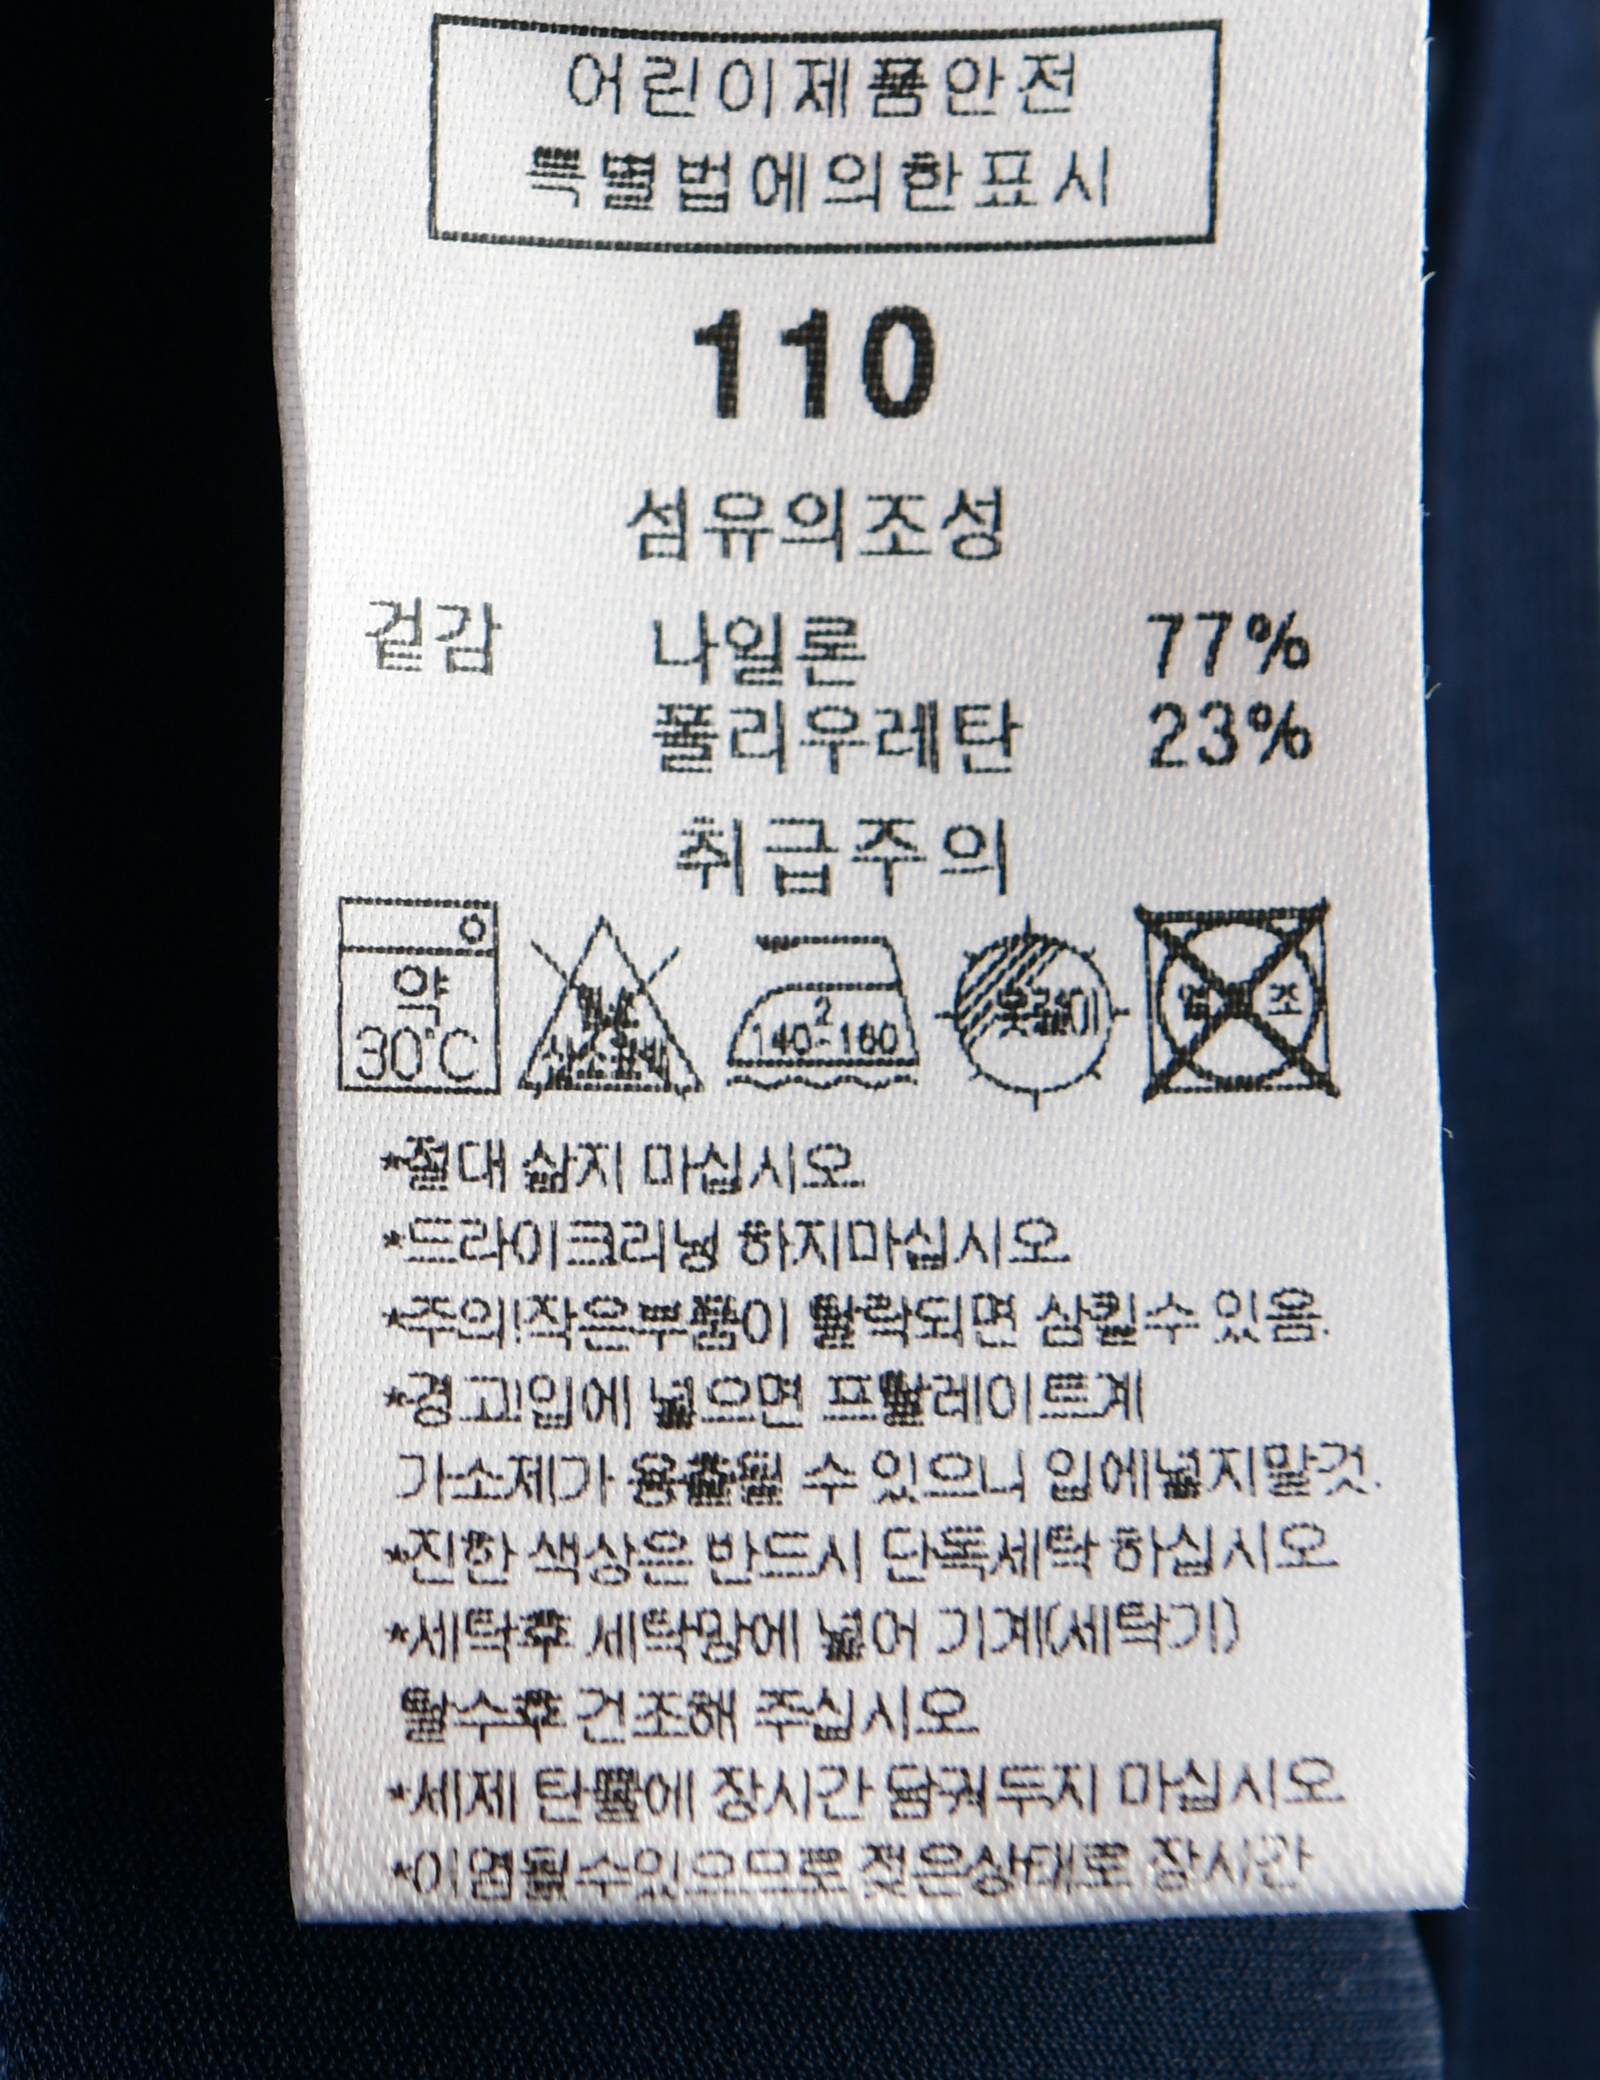 어린이제품안전
특별법에의한표시
110
섬유의조성
겉감 나일론 77%
폴리우레탄 23%
취급주의
약
30°C
2
140-160
옷걸이
*절대 삶지 마십시오
*드라이크리닝 하지마십시오
*주의!작은부품이 탈락되면 삼킬수 있음.
*경고!입에 넣으면 프탈레이트계
가소제가 용출될 수 있으니 입에넣지말것.
*진한 색상은 반드시 단독세탁 하십시오
*세탁후 세탁망에 넣어 기계(세탁기)
탈수후 건조해 주십시오
*세제 탄물에 장시간 담궈두지 마십시오
*이염될수있으므로 젖은상태로 장시간